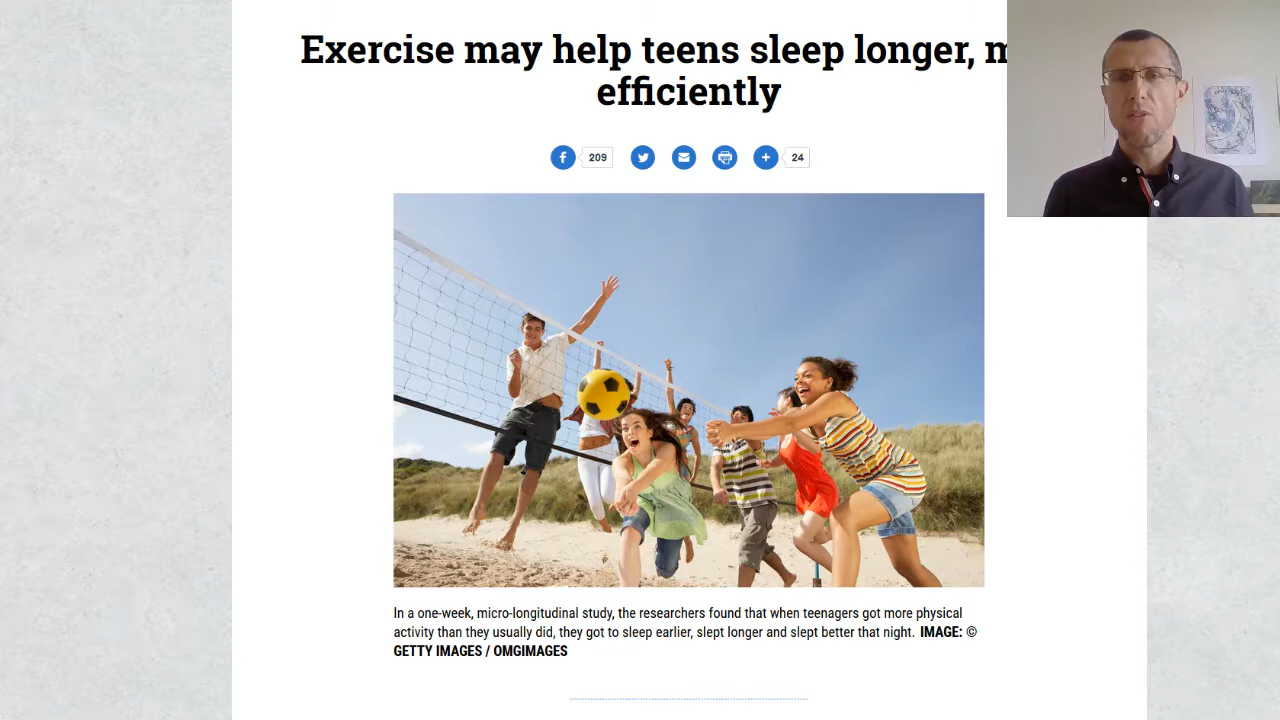 Exercise may help teens sleep longer,
efficiently
209
24
In a one-week, micro-longitudinal study, the researchers found that when teenagers got more physical
activity than they usually did, they got to sleep earlier, slept longer and slept better that night. IMAGE: ©
GETTY IMAGES / OMGIMAGES